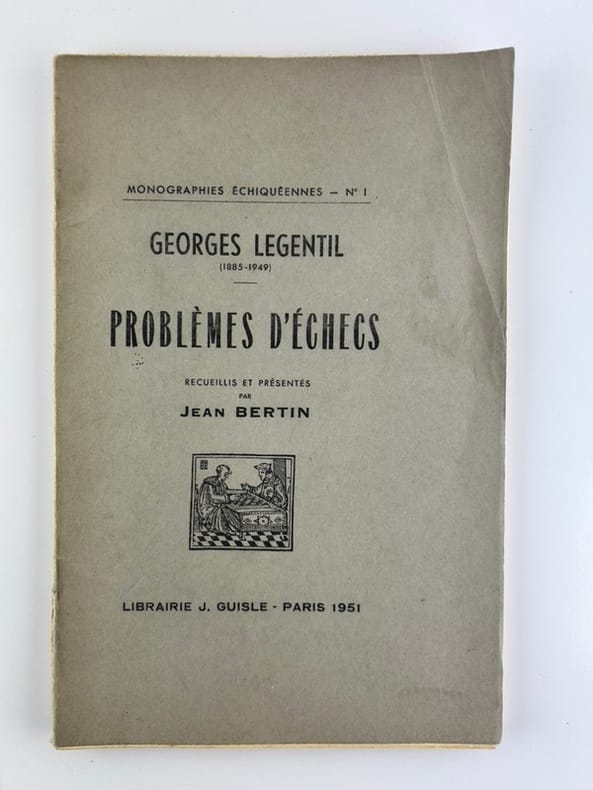 MONOGRAPHIES ÉCHIQUÉENNES — N° I
GEORGES LEGENTIL
(1885-1949)
PROBLÈMES D'ÉCHECS
RECUEILLIS ET PRÉSENTÉS
PAR
JEAN BERTIN
LIBRAIRIE J. GUISLE - PARIS 1951